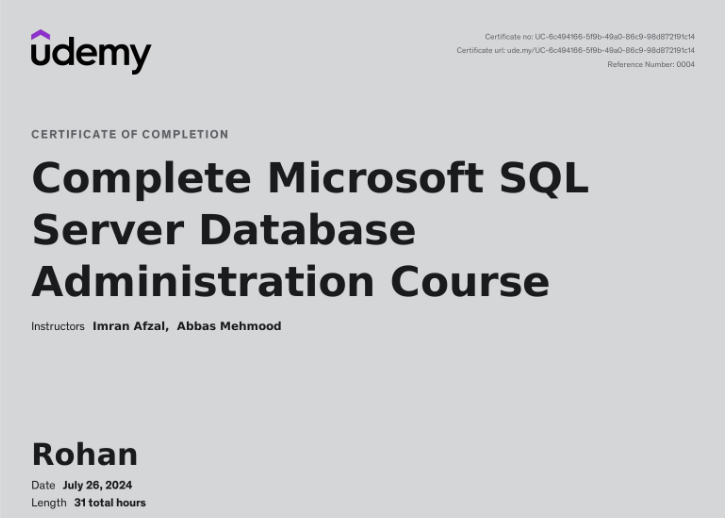 udemy
Certificate no: UC-6c494166-5f9b-49a0-86c9-98d872191c14
Certificate url: ude.my/UC-6c494166-5f9b-49a0-86c9-98d872191c14
Reference Number: 0004
CERTIFICATE OF COMPLETION
Complete Microsoft SQL
Server Database
Administration Course
Instructors Imran Afzal, Abbas Mehmood
Rohan
Date July 26, 2024
Length 31 total hours